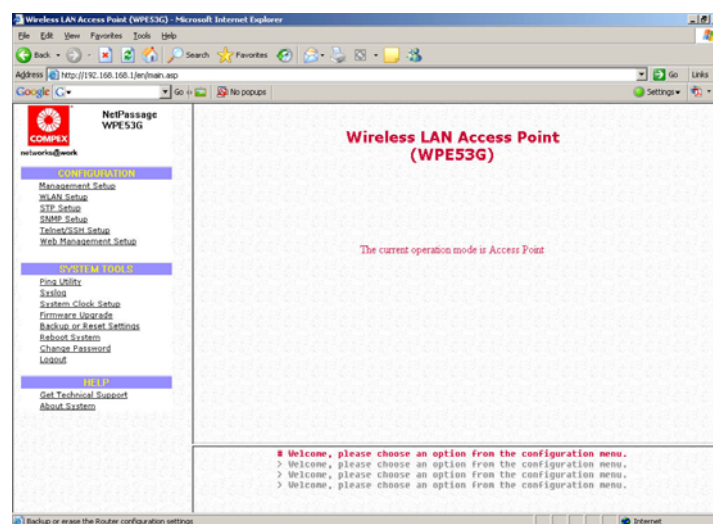 Wireless LAN Access Point (WPE53G) - Microsoft Internet Explorer
File Edit View Favorites Tools Help
Back Search Favorites
Address http://192.168.168.1/en/main.asp Go Links
Google Go No popups Settings
COMPEX
networks@work
NetPassage
WPE53G
CONFIGURATION
Management Setup
WLAN Setup
STP Setup
SNMP Setup
Telnet/SSH Setup
Web Management Setup
SYSTEM TOOLS
Ping Utility
Syslog
System Clock Setup
Firmware Upgrade
Backup or Reset Settings
Reboot System
Change Password
Logout
HELP
Get Technical Support
About System
Wireless LAN Access Point
(WPE53G)
The current operation mode is Access Point
# Welcome, please choose an option from the configuration menu.
> Welcome, please choose an option from the configuration menu.
> Welcome, please choose an option from the configuration menu.
> Welcome, please choose an option from the configuration menu.
Backup or erase the Router configuration settings Internet